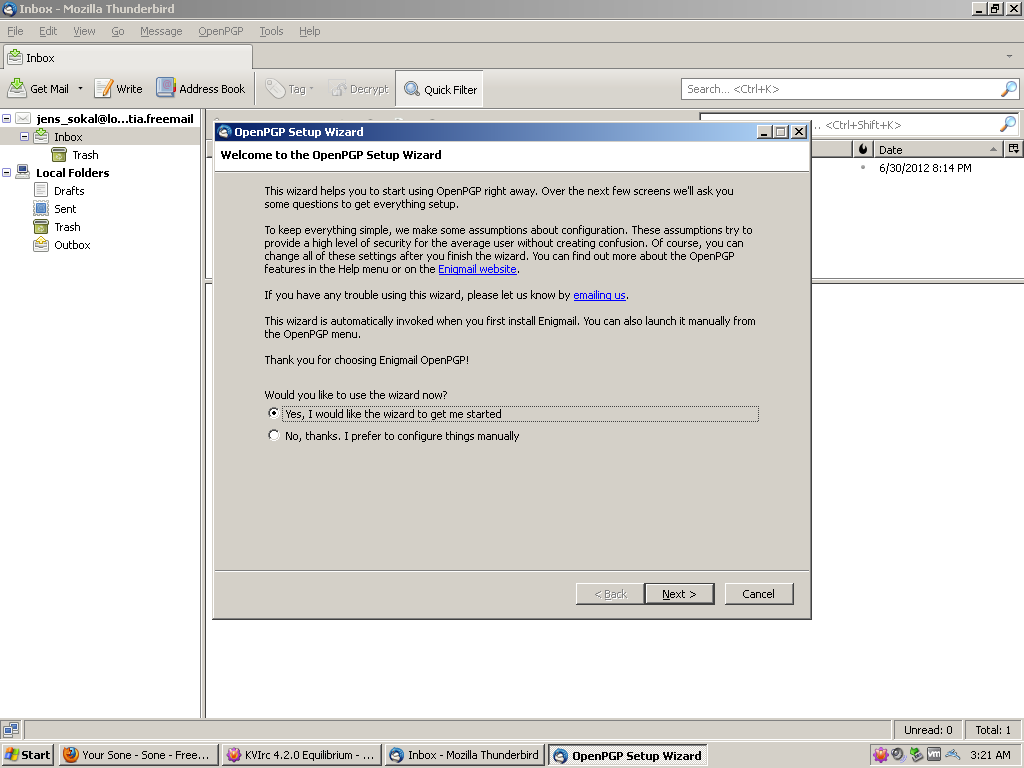 Inbox - Mozilla Thunderbird
File Edit View Go Message OpenPGP Tools Help
Inbox
Get Mail Write Address Book Tag Decrypt Quick Filter Search... <Ctrl+K>
jens_sokal@lo...tia.freemail
Inbox
Trash
Local Folders
Drafts
Sent
Trash
Outbox
... <Ctrl+Shift+K>
Date
6/30/2012 8:14 PM
OpenPGP Setup Wizard
Welcome to the OpenPGP Setup Wizard
This wizard helps you to start using OpenPGP right away. Over the next few screens we'll ask you
some questions to get everything setup.
To keep everything simple, we make some assumptions about configuration. These assumptions try to
provide a high level of security for the average user without creating confusion. Of course, you can
change all of these settings after you finish the wizard. You can find out more about the OpenPGP
features in the Help menu or on the Enigmail website.
If you have any trouble using this wizard, please let us know by emailing us.
This wizard is automatically invoked when you first install Enigmail. You can also launch it manually from
the OpenPGP menu.
Thank you for choosing Enigmail OpenPGP!
Would you like to use the wizard now?
Yes, I would like the wizard to get me started
No, thanks. I prefer to configure things manually
< Back Next > Cancel
Unread: 0 Total: 1
Start Your Sone - Sone - Free... KVIrc 4.2.0 Equilibrium - ... Inbox - Mozilla Thunderbird OpenPGP Setup Wizard 3:21 AM